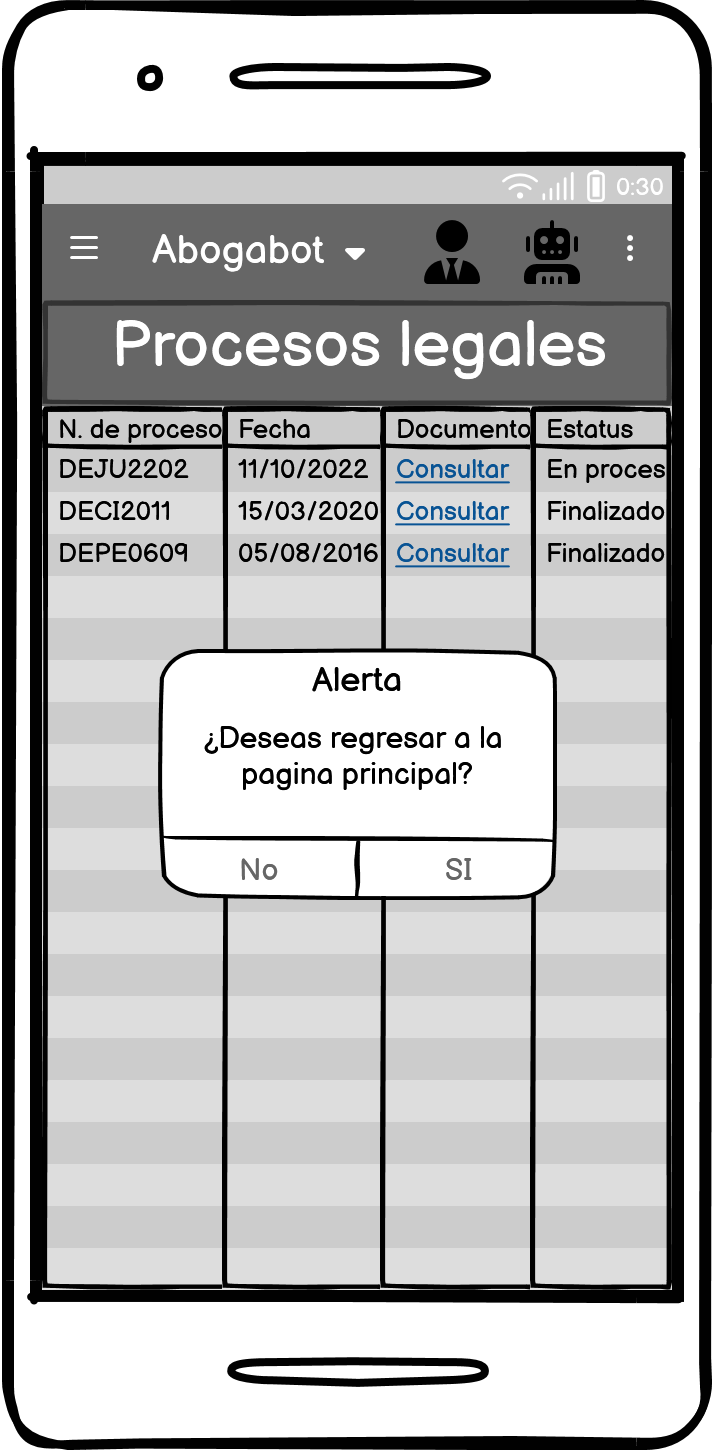 0:30
Abogabot
Procesos legales
N. de proceso Fecha Documento Estatus
DEJU2202 11/10/2022 Consultar En proces
DECI2011 15/03/2020 Consultar Finalizado
DEPE0609 05/08/2016 Consultar Finalizado
Alerta
¿Deseas regresar a la
pagina principal?
No SI